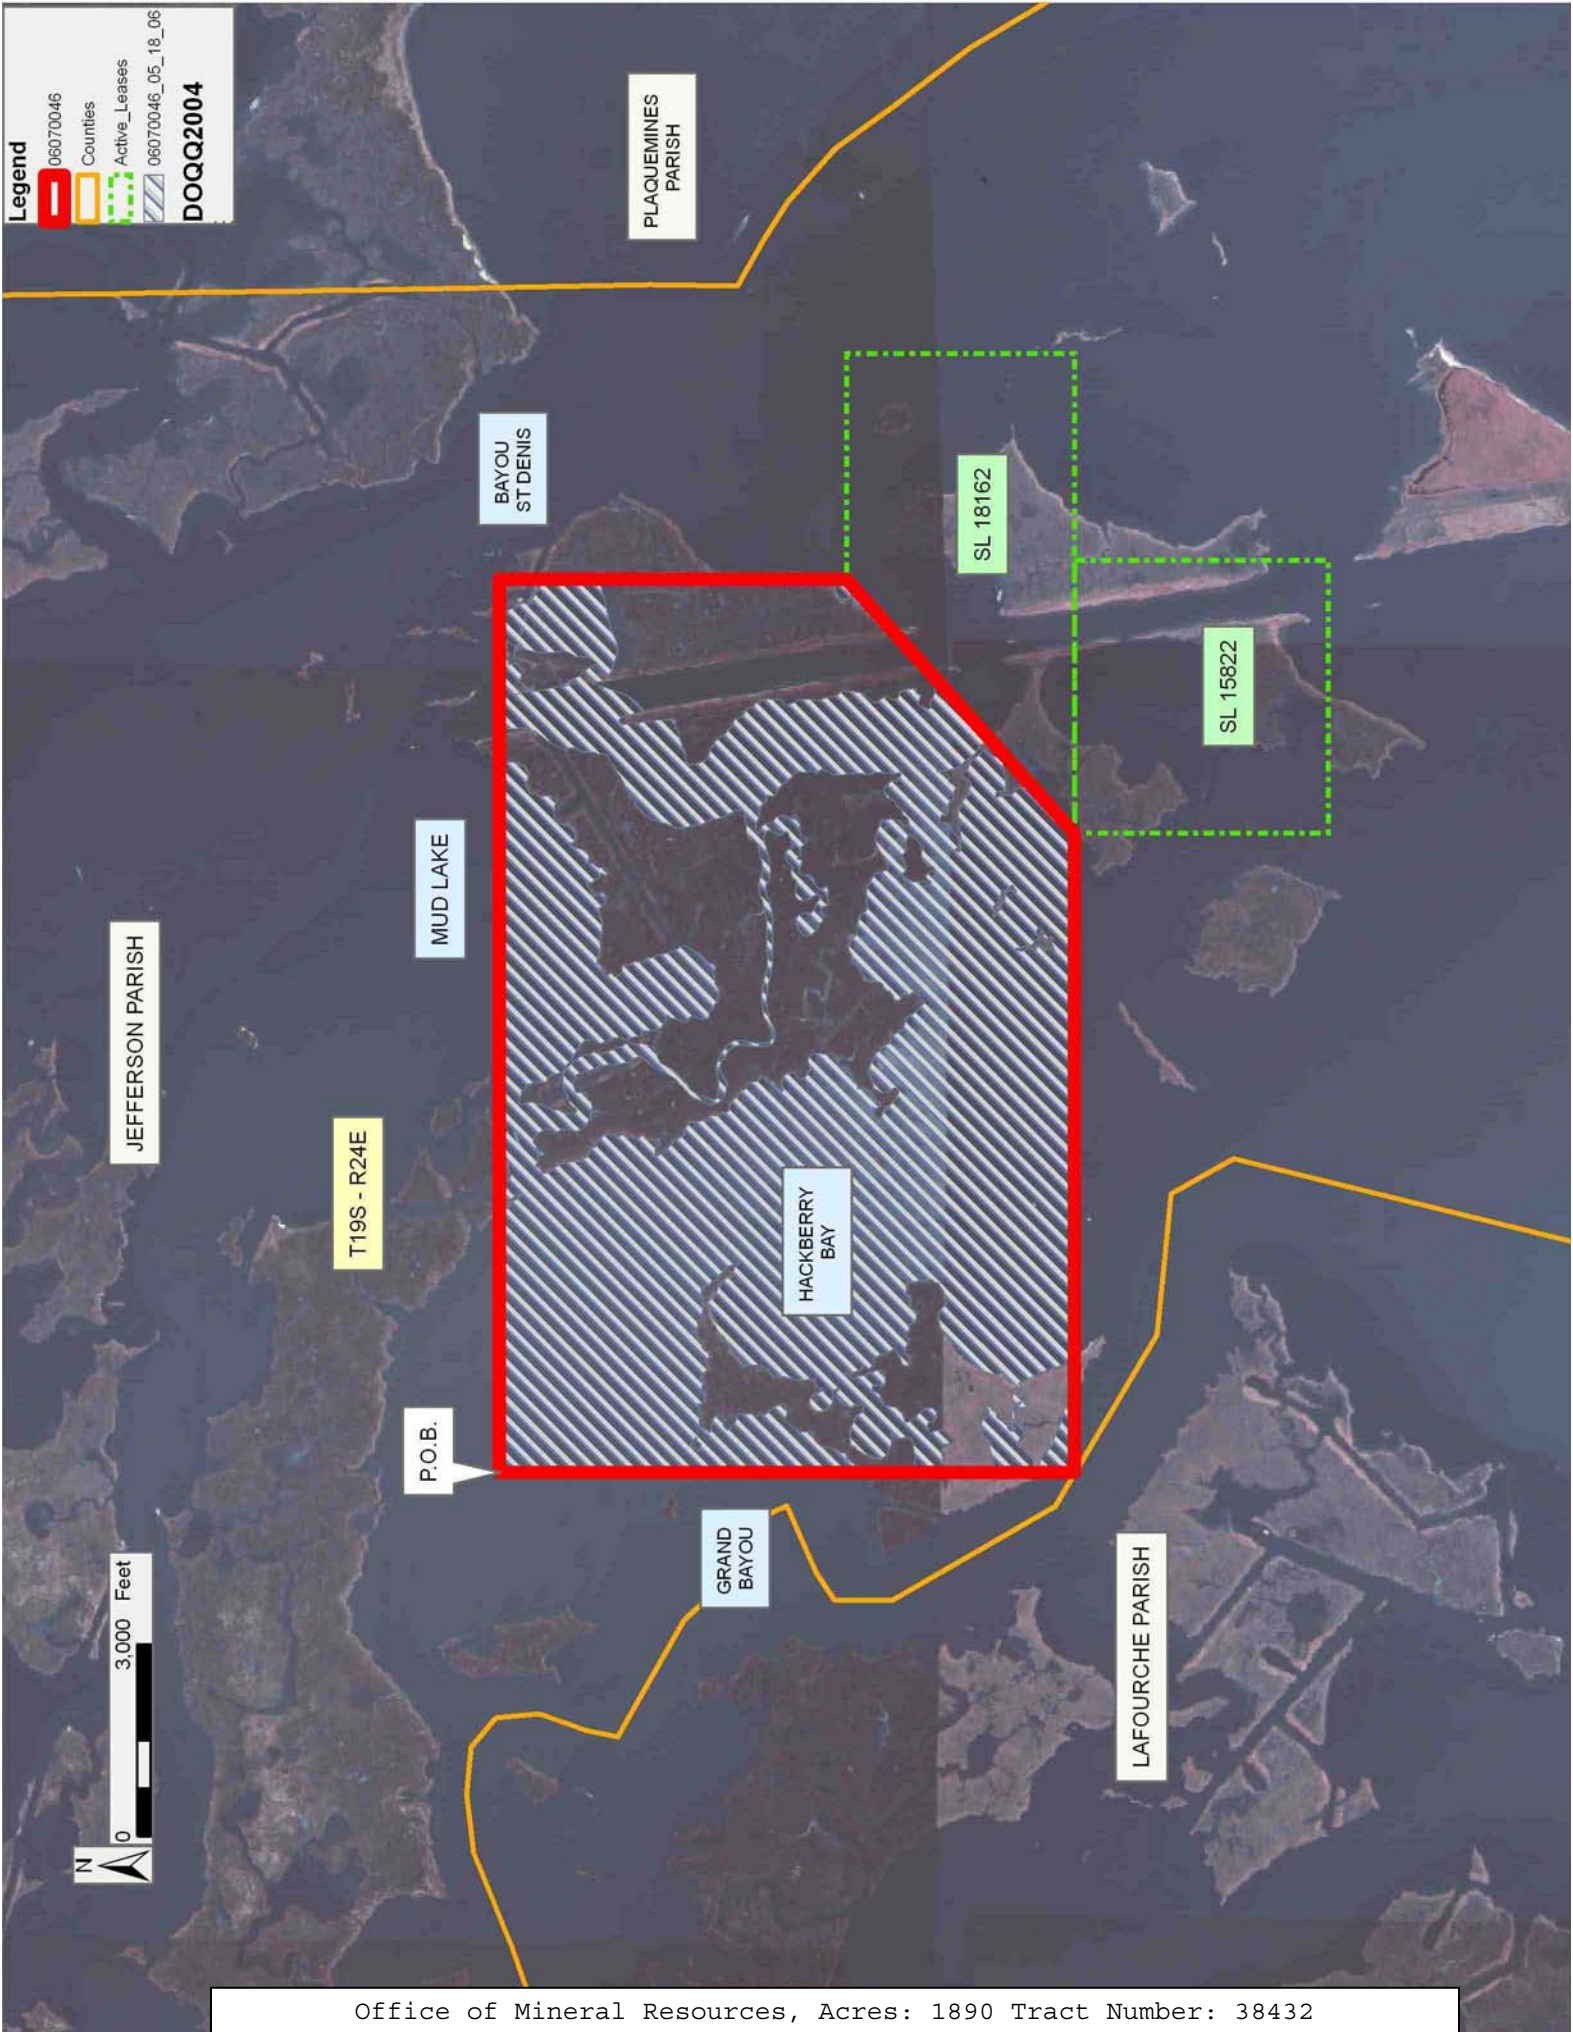 Legend
06070046
Counties
Active_Leases
06070046_05_18_06
DOQQ2004
N
0 3,000 Feet
JEFFERSON PARISH
T19S - R24E
P.O.B.
MUD LAKE
BAYOU
ST DENIS
PLAQUEMINES
PARISH
GRAND
BAYOU
HACKBERRY
BAY
SL 18162
SL 15822
LAFOURCHE PARISH
Office of Mineral Resources, Acres: 1890 Tract Number: 38432